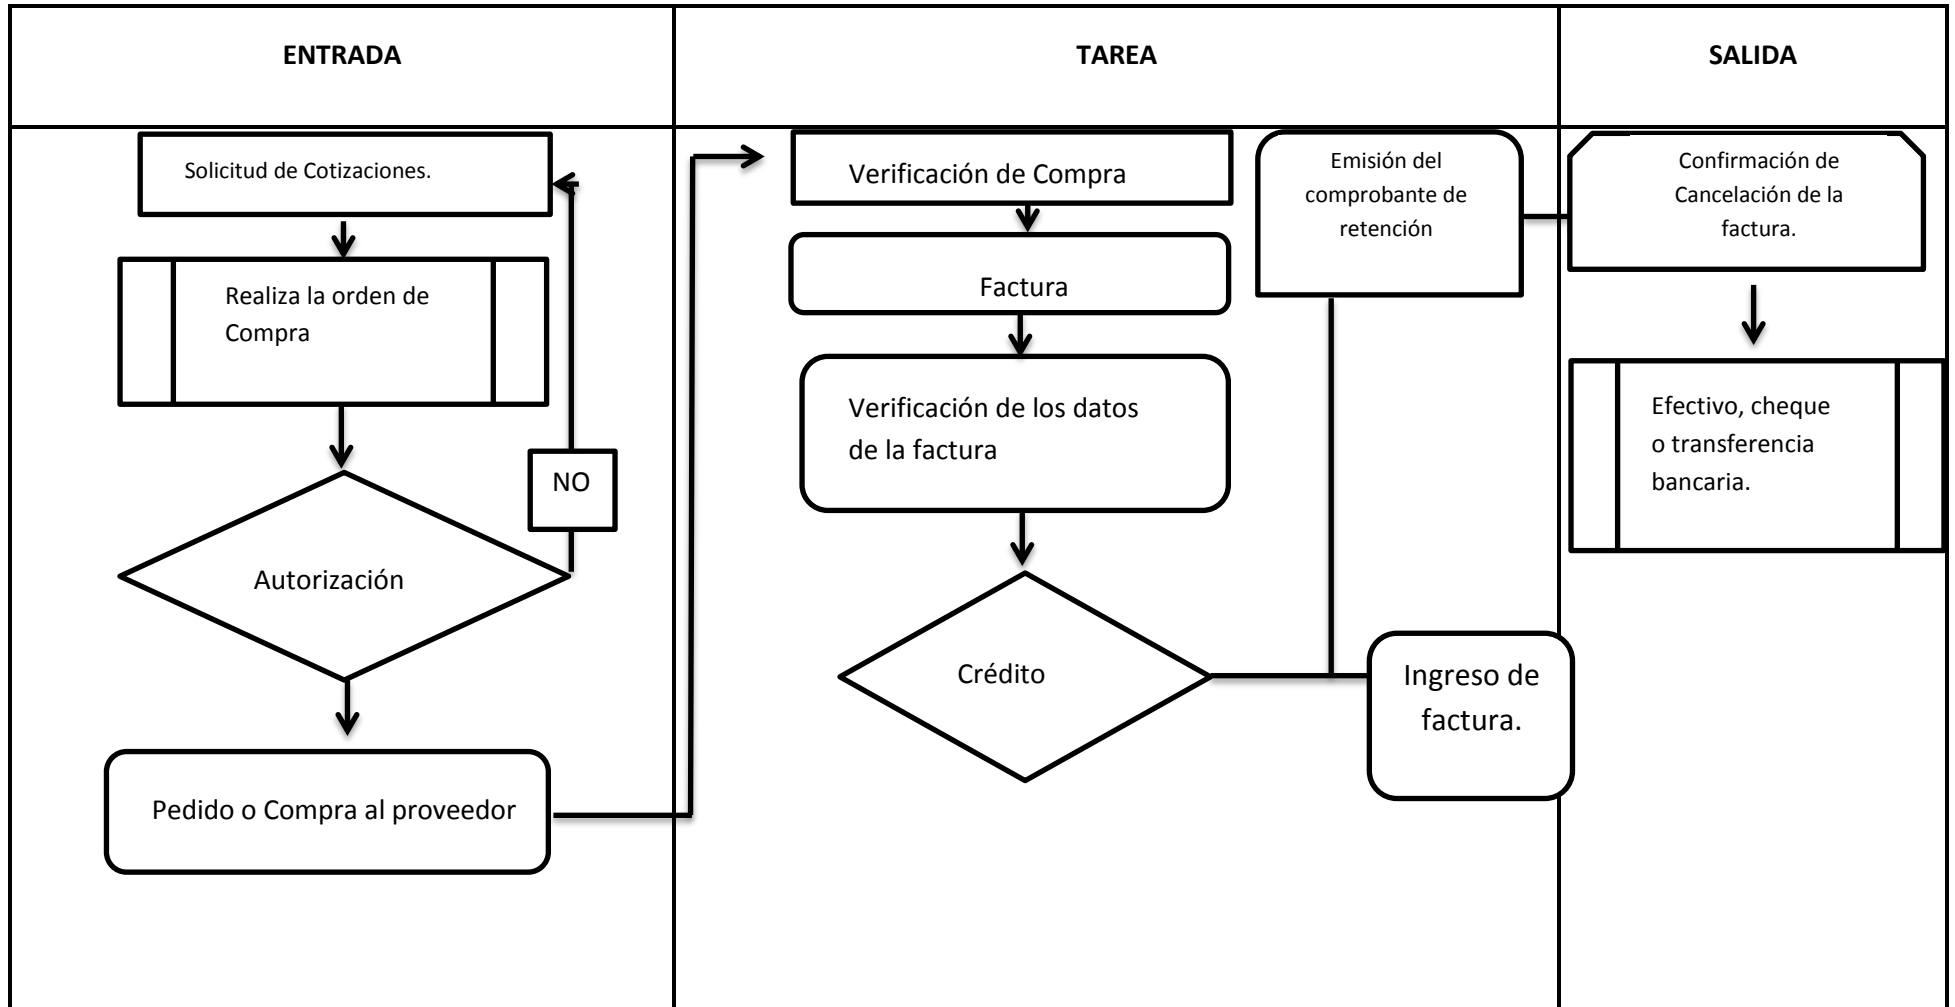 ENTRADA
TAREA
SALIDA
Solicitud de Cotizaciones.
Realiza la orden de
Compra
NO
Autorización
Pedido o Compra al proveedor
Verificación de Compra
Factura
Verificación de los datos
de la factura
Crédito
Emisión del
comprobante de
retención
Ingreso de
factura.
Confirmación de
Cancelación de la
factura.
Efectivo, cheque
o transferencia
bancaria.